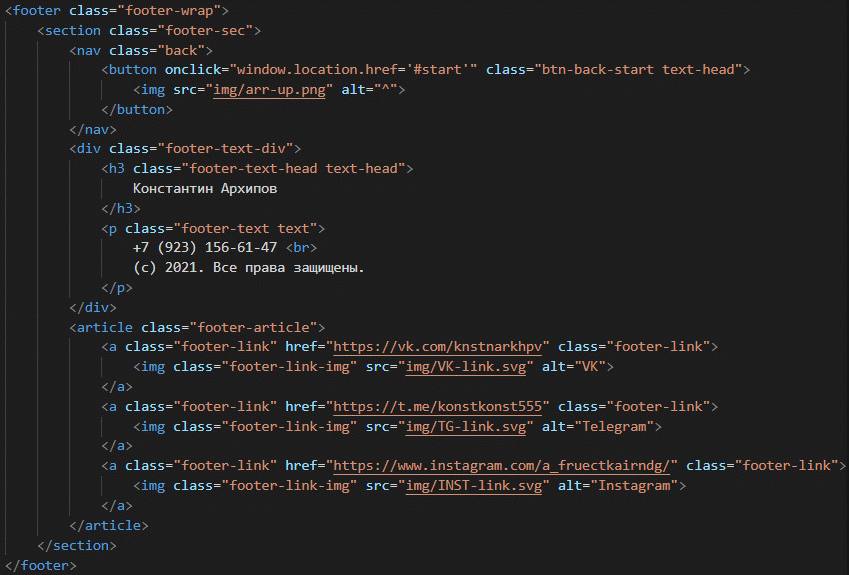 <footer class="footer-wrap">
<section class="footer-sec">
<nav class="back">
<button onclick="window.location.href='#start'" class="btn-back-start text-head">
<img src="img/arr-up.png" alt="^">
</button>
</nav>
<div class="footer-text-div">
<h3 class="footer-text-head text-head">
Константин Архипов
</h3>
<p class="footer-text text">
+7 (923) 156-61-47 <br>
(c) 2021. Все права защищены.
</p>
</div>
<article class="footer-article">
<a class="footer-link" href="https://vk.com/knstnarkhpv" class="footer-link">
<img class="footer-link-img" src="img/VK-link.svg" alt="VK">
</a>
<a class="footer-link" href="https://t.me/konstkonst555" class="footer-link">
<img class="footer-link-img" src="img/TG-link.svg" alt="Telegram">
</a>
<a class="footer-link" href="https://www.instagram.com/a_fruectkairndg/" class="footer-link">
<img class="footer-link-img" src="img/INST-link.svg" alt="Instagram">
</a>
</article>
</section>
</footer>